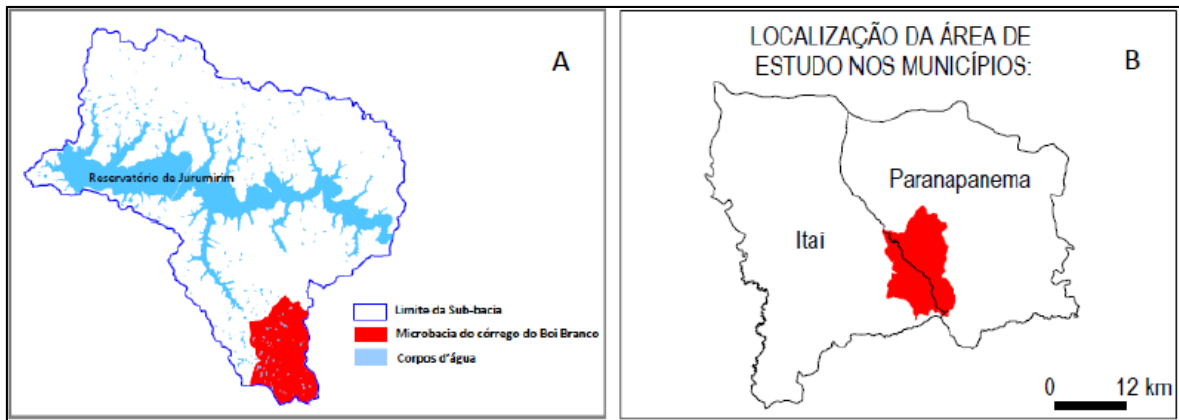 A
Reservatório de Jurumirim
Limite da Sub-bacia
Microbacia do córrego do Boi Branco
Corpos d'água
LOCALIZAÇÃO DA ÁREA DE
ESTUDO NOS MUNICÍPIOS:
B
Paranapanema
Itai
0 12 km